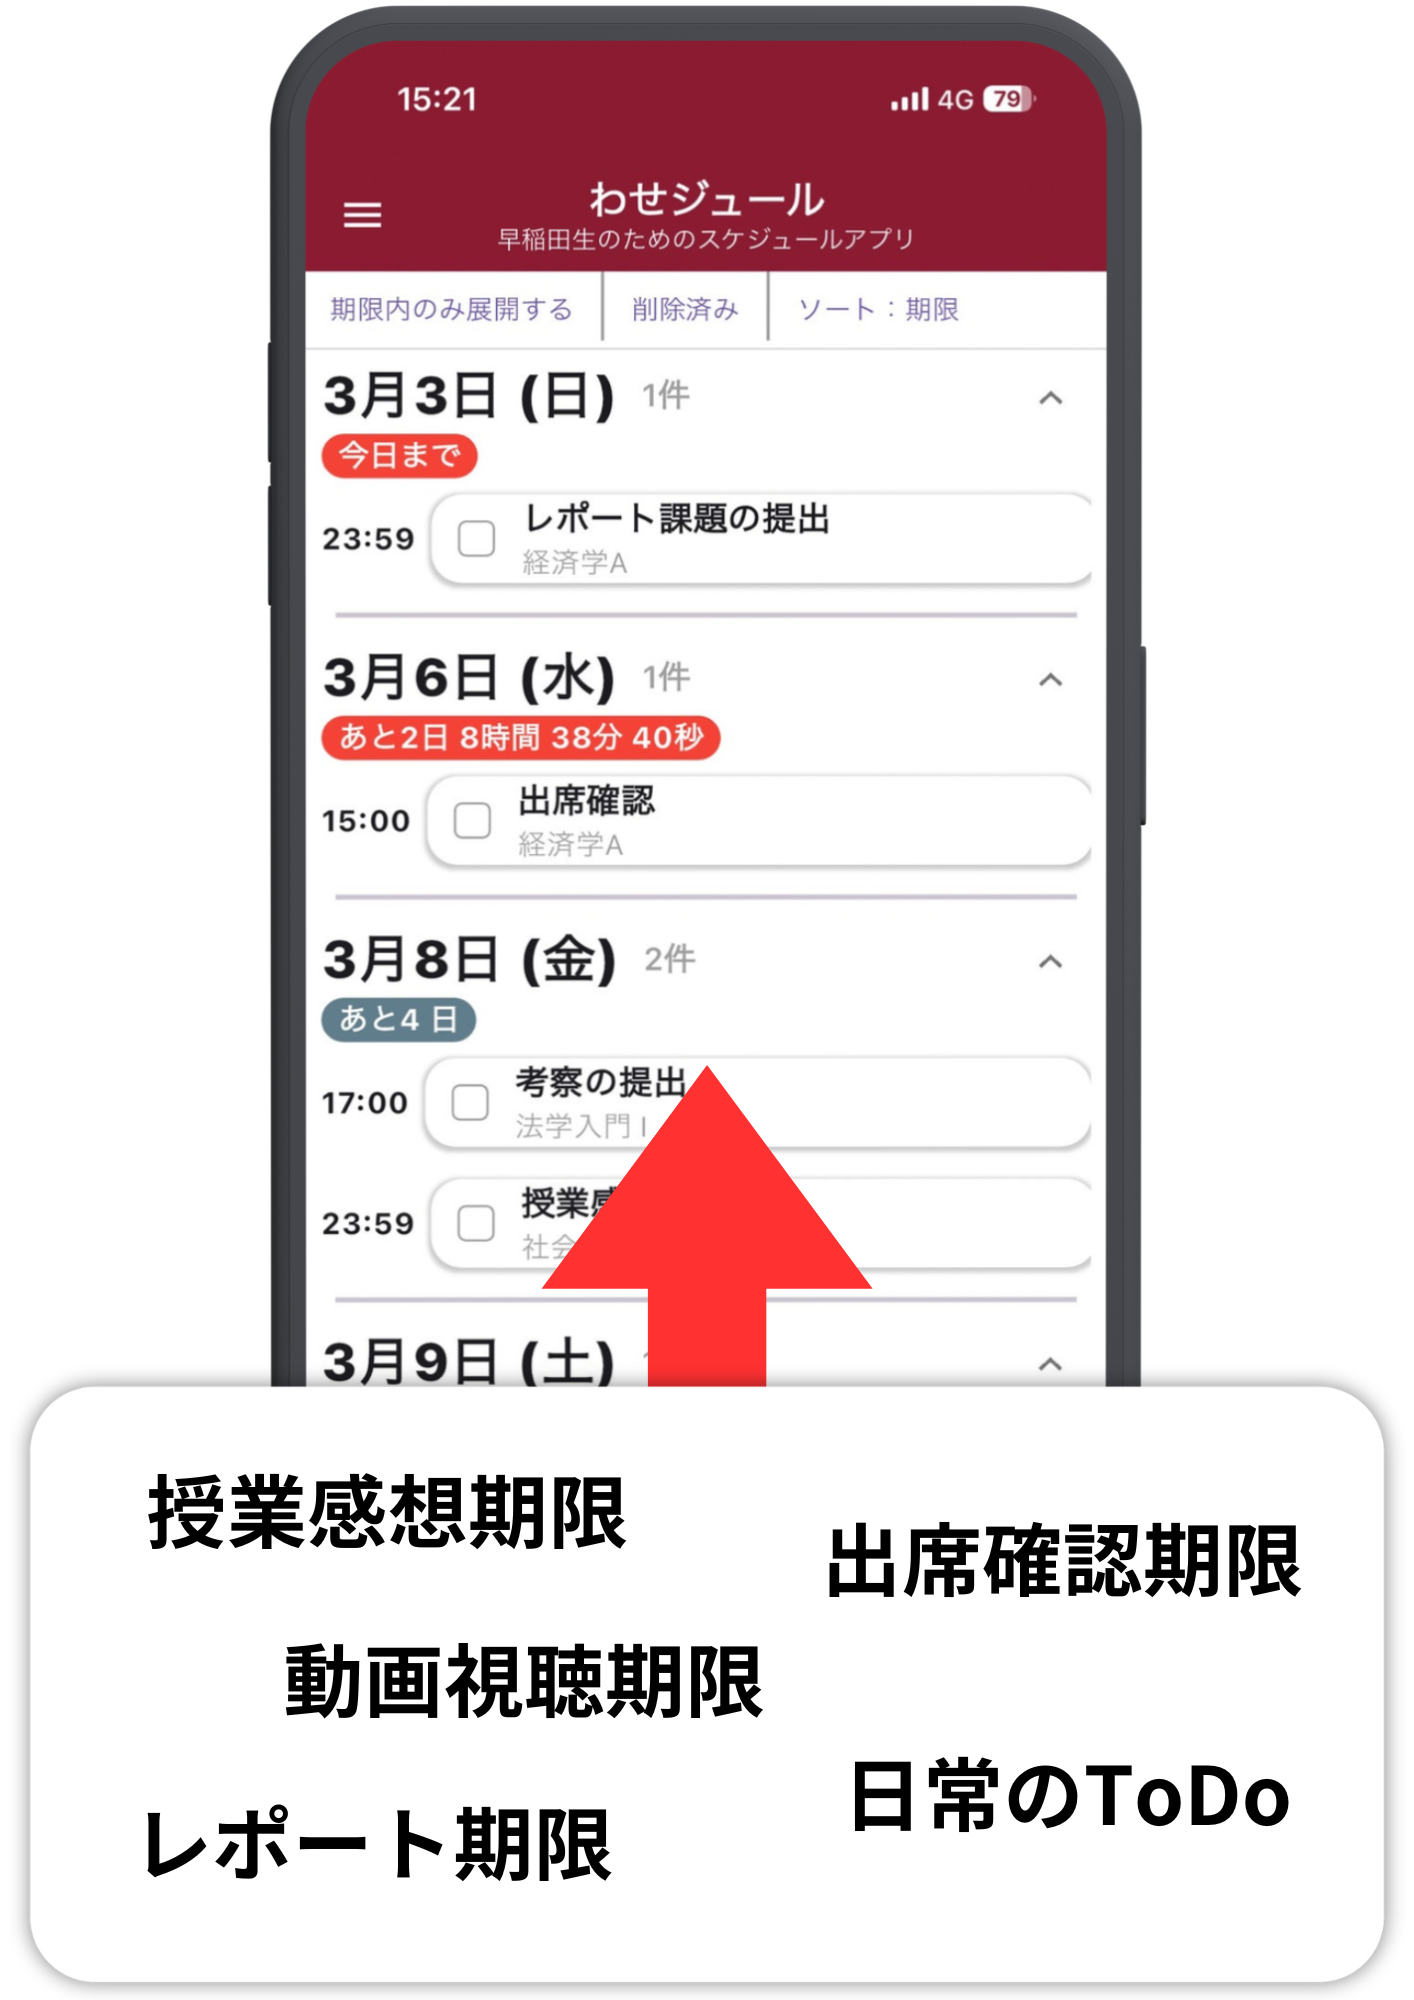 15:21
4G 79
わせジュール
早稲田生のためのスケジュールアプリ
期限内のみ展開する 削除済み ソート：期限
3月3日 (日) 1件
今日まで
23:59 レポート課題の提出
経済学A
3月6日 (水) 1件
あと2日 8時間 38分 40秒
15:00 出席確認
経済学A
3月8日 (金) 2件
あと4 日
17:00 考察の提出
法学入門 I
23:59 授業感
社会
3月9日 (土)
授業感想期限
出席確認期限
動画視聴期限
日常のToDo
レポート期限